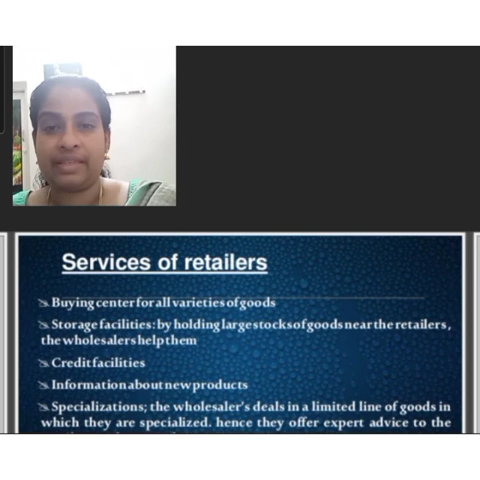 Services of retailers
Buying center for all varieties of goods
Storage facilities: by holding large stocks of goods near the retailers,
the wholesalers help them
Credit facilities
Information about new products
Specializations; the wholesaler's deals in a limited line of goods in
which they are specialized. hence they offer expert advice to the